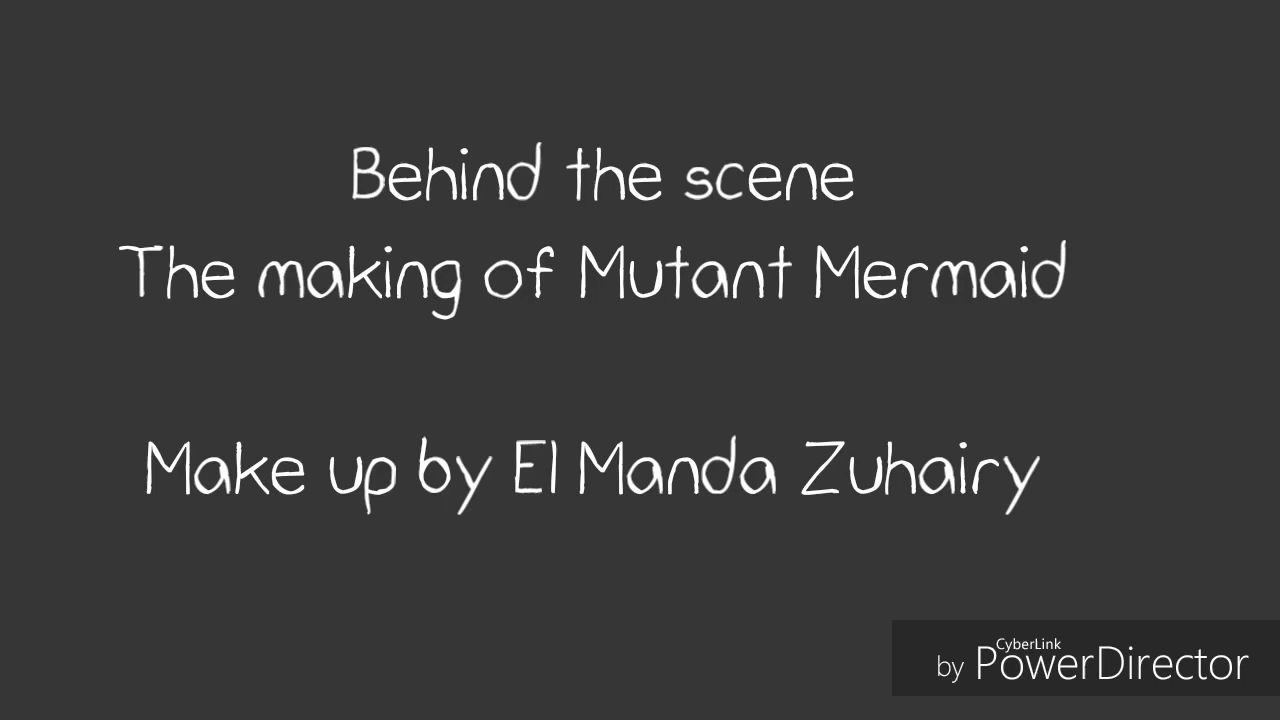 Behind the scene
The making of Mutant Mermaid
Make up by El Manda Zuhairy
by CyberLink PowerDirector